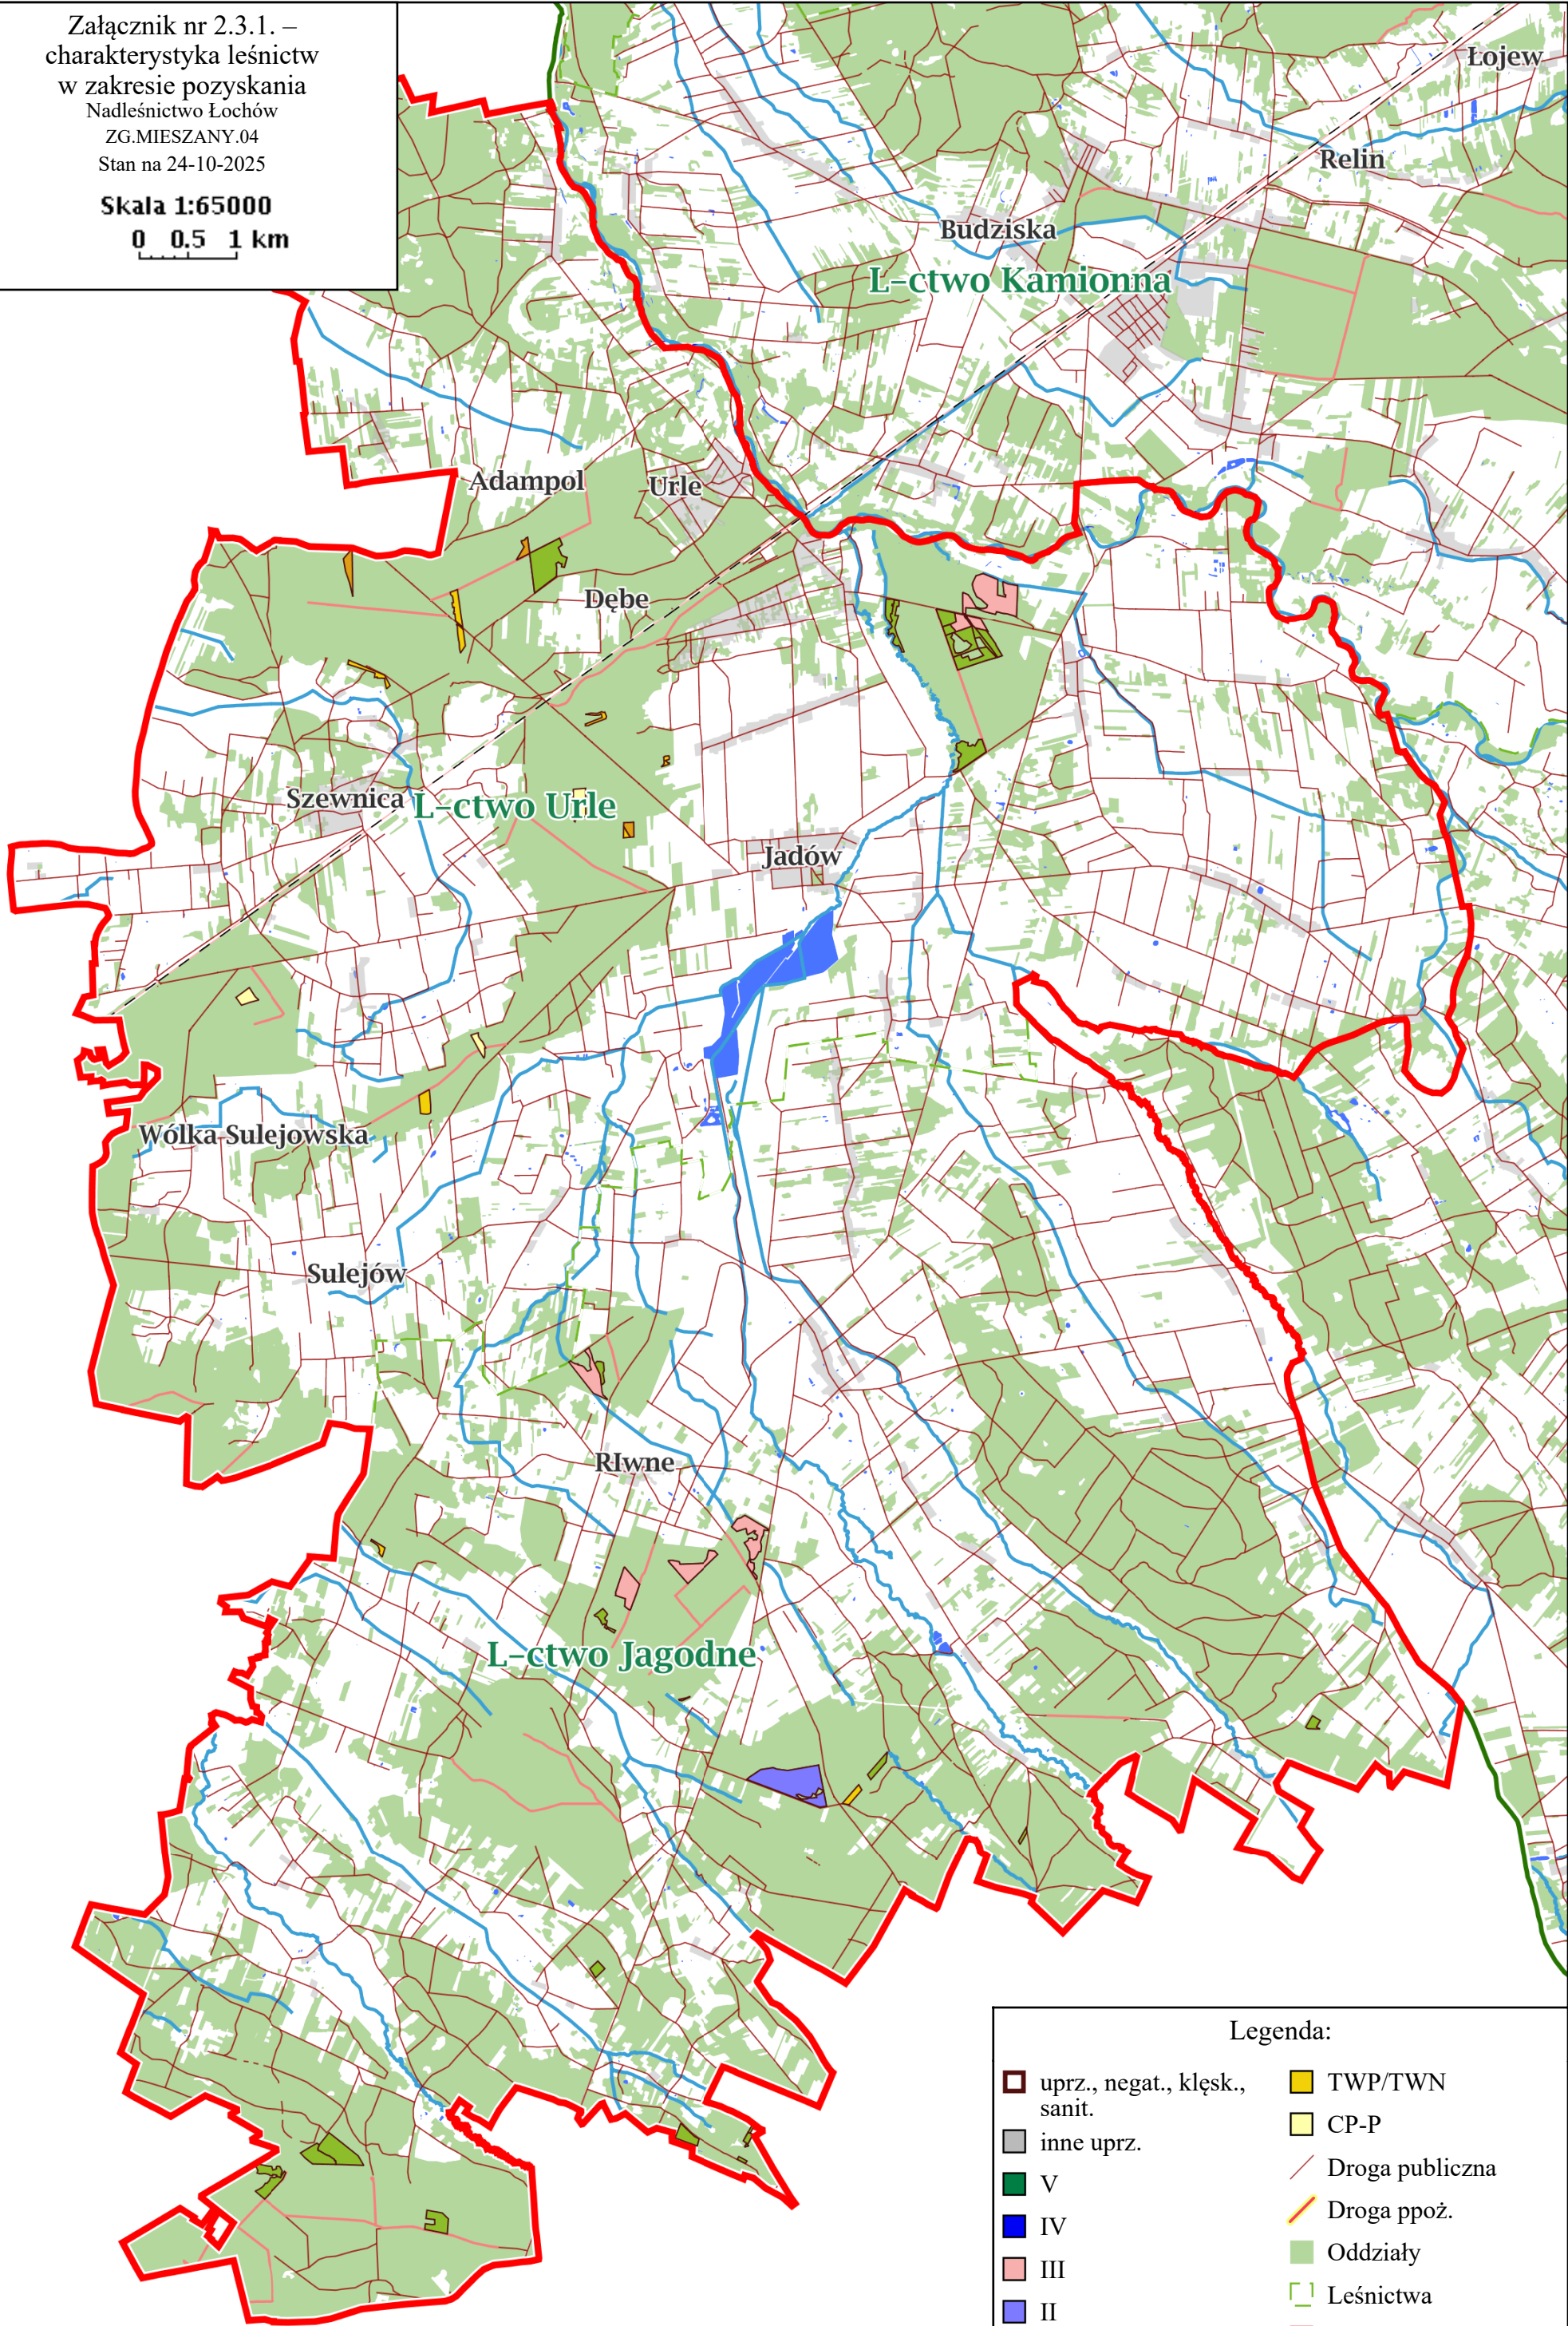 Załącznik nr 2.3.1. –
charakterystyka leśnictw
w zakresie pozyskania
Nadleśnictwo Łochów
ZG.MIESZANY.04
Stan na 24-10-2025
Skala 1:65000
0 0.5 1 km
Łojew
Relin
Budziska
L-ctwo Kamionna
Adampol
Urle
Dębe
Szewnica
L-ctwo Urle
Jadów
Wólka Sulejowska
Sulejów
RIwne
L-ctwo Jagodne
Legenda:
uprz., negat., klęsk.,
sanit.
inne uprz.
V
IV
III
II
TWP/TWN
CP-P
Droga publiczna
Droga ppoż.
Oddziały
Leśnictwa